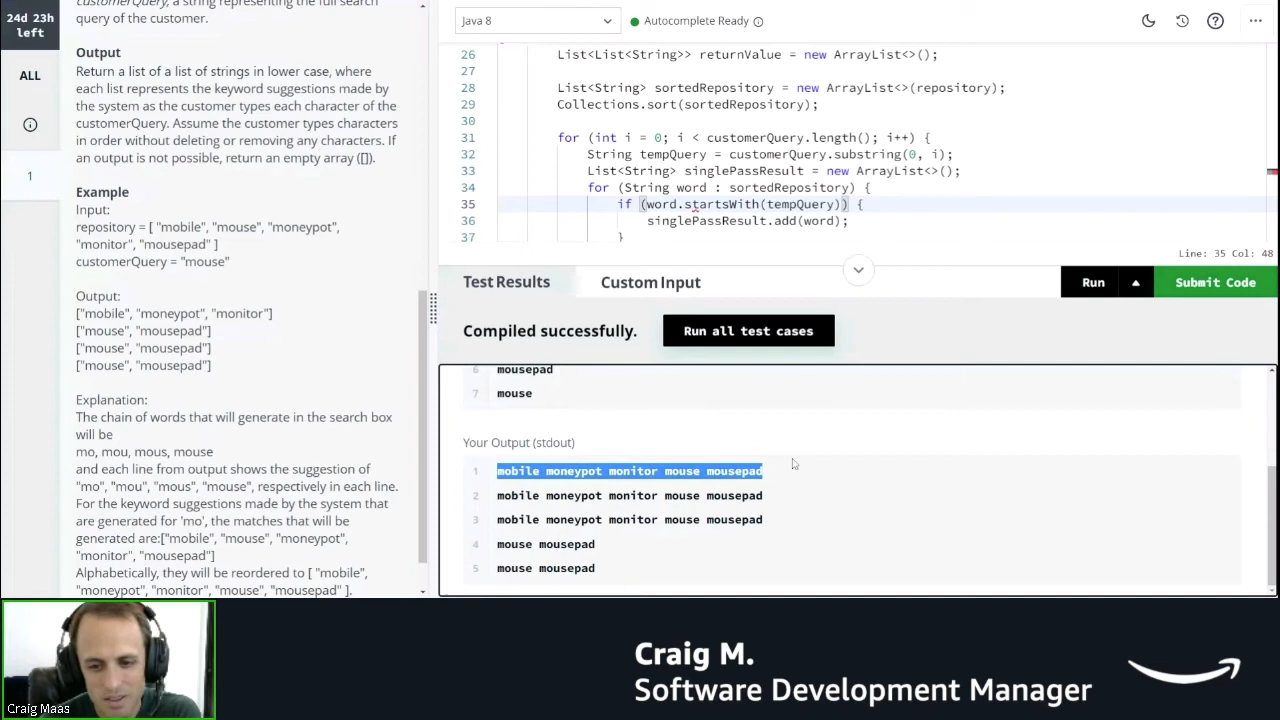 24d 23h
left
ALL
1
customerQuery, a string representing the full search
query of the customer.
Output
Return a list of a list of strings in lower case, where
each list represents the keyword suggestions made by
the system as the customer types each character of the
customerQuery. Assume the customer types characters
in order without deleting or removing any characters. If
an output is not possible, return an empty array ([]).
Example
Input:
repository = [ "mobile", "mouse", "moneypot",
"monitor", "mousepad" ]
customerQuery = "mouse"
Output:
["mobile", "moneypot", "monitor"]
["mouse", "mousepad"]
["mouse", "mousepad"]
["mouse", "mousepad"]
Explanation:
The chain of words that will generate in the search box
will be
mo, mou, mous, mouse
and each line from output shows the suggestion of
"mo", "mou", "mous", "mouse", respectively in each line.
For the keyword suggestions made by the system that
are generated for 'mo', the matches that will be
generated are:["mobile", "mouse", "moneypot",
"monitor", "mousepad"]
Alphabetically, they will be reordered to [ "mobile",
"moneypot", "monitor", "mouse", "mousepad" ].
Java 8
Autocomplete Ready
26 List<List<String>> returnValue = new ArrayList<>();
27
28 List<String> sortedRepository = new ArrayList<>(repository);
29 Collections.sort(sortedRepository);
30
31 for (int i = 0; i < customerQuery.length(); i++) {
32 String tempQuery = customerQuery.substring(0, i);
33 List<String> singlePassResult = new ArrayList<>();
34 for (String word : sortedRepository) {
35 if (word.startsWith(tempQuery)) {
36 singlePassResult.add(word);
37 }
Line: 35 Col: 48
Test Results
Custom Input
Run
Submit Code
Compiled successfully.
Run all test cases
6 mousepad
7 mouse
Your Output (stdout)
1 mobile moneypot monitor mouse mousepad
2 mobile moneypot monitor mouse mousepad
3 mobile moneypot monitor mouse mousepad
4 mouse mousepad
5 mouse mousepad
Craig Maas
Craig M.
Software Development Manager